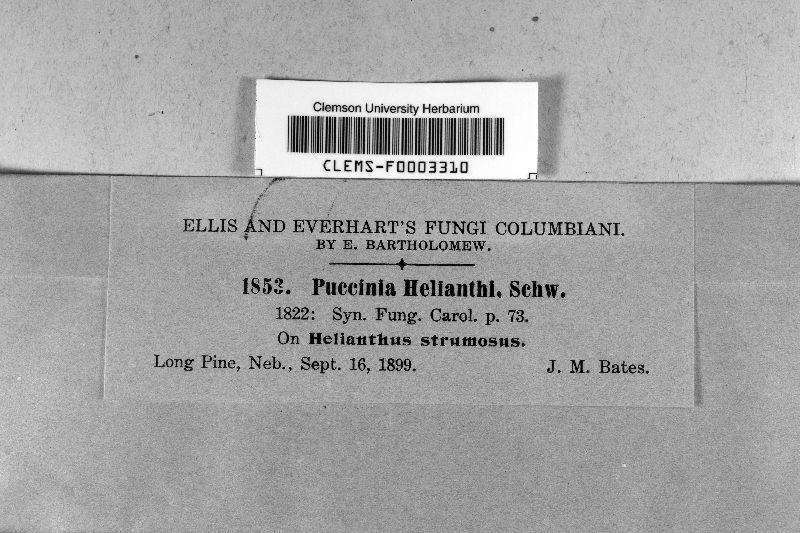 Clemson University Herbarium
CLEMS-F0003310
ELLIS AND EVERHART'S FUNGI COLUMBIANI.
BY E. BARTHOLOMEW.
1853. Puccinia Helianthi, Schw.
1822: Syn. Fung. Carol. p. 73.
On Helianthus strumosus.
Long Pine, Neb., Sept. 16, 1899. J. M. Bates.